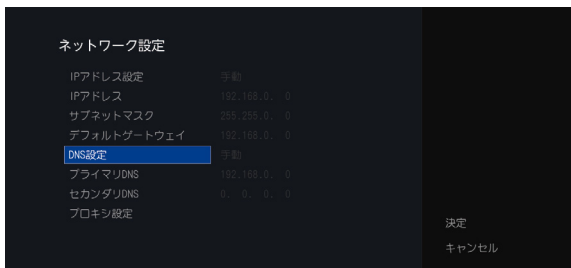 ネットワーク設定
IPアドレス設定 手動
IPアドレス 192.168.0. 0
サブネットマスク 255.255.0. 0
デフォルトゲートウェイ 192.168.0. 0
DNS設定 手動
プライマリDNS 192.168.0. 0
セカンダリDNS 0. 0. 0. 0
プロキシ設定
決定
キャンセル